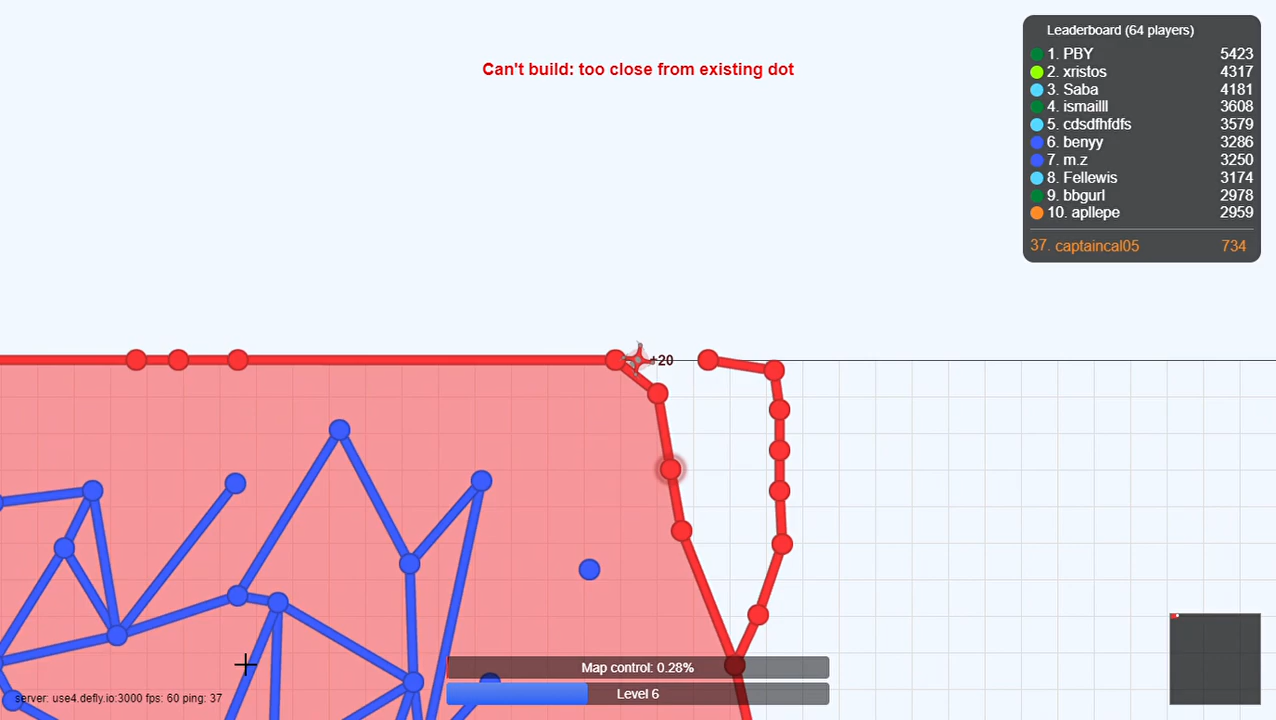 Leaderboard (64 players)
1. PBY 5423
2. xristos 4317
3. Saba 4181
4. ismailll 3608
5. cdsdfhfdfs 3579
6. benyy 3286
7. m.z 3250
8. Fellewis 3174
9. bbgurl 2978
10. apllepe 2959
37. captaincal05 734
Can't build: too close from existing dot
+20
Map control: 0.28%
Level 6
server: use4.defly.io:3000 fps: 60 ping: 37